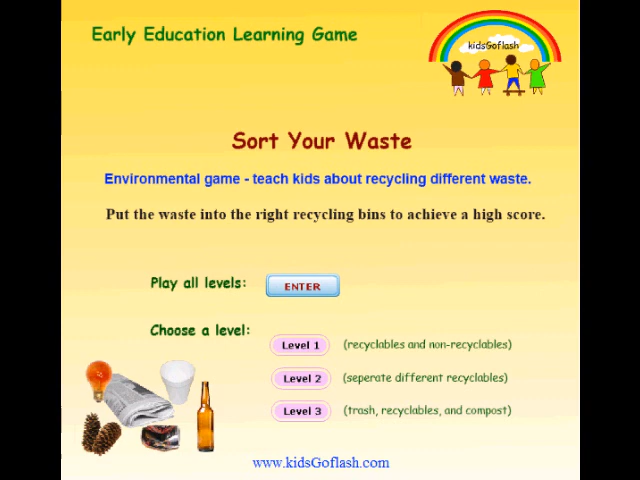 Early Education Learning Game
kidsGoflash
Sort Your Waste
Environmental game - teach kids about recycling different waste.
Put the waste into the right recycling bins to achieve a high score.
Play all levels: ENTER
Choose a level:
Level 1 (recyclables and non-recyclables)
Level 2 (seperate different recyclables)
Level 3 (trash, recyclables, and compost)
www.kidsGoflash.com